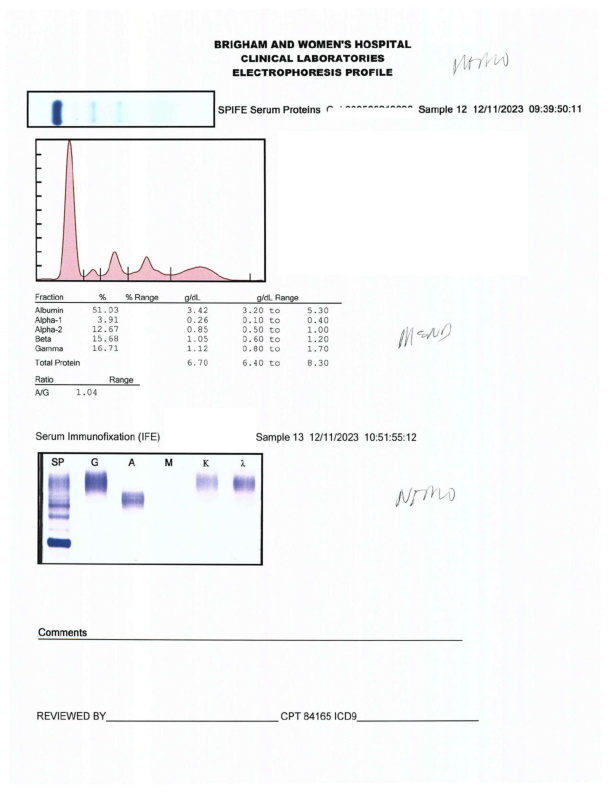 BRIGHAM AND WOMEN'S HOSPITAL
CLINICAL LABORATORIES
ELECTROPHORESIS PROFILE
SPIFE Serum Proteins Sample 12 12/11/2023 09:39:50:11
Fraction % % Range g/dL g/dL Range
Albumin 51.03 3.42 3.20 to 5.30
Alpha-1 3.91 0.26 0.10 to 0.40
Alpha-2 12.67 0.85 0.50 to 1.00
Beta 15.68 1.05 0.60 to 1.20
Gamma 16.71 1.12 0.80 to 1.70
Total Protein 6.70 6.40 to 8.30
Ratio Range
A/G 1.04
Serum Immunofixation (IFE) Sample 13 12/11/2023 10:51:55:12
SP G A M K λ
Comments
REVIEWED BY CPT 84165 ICD9